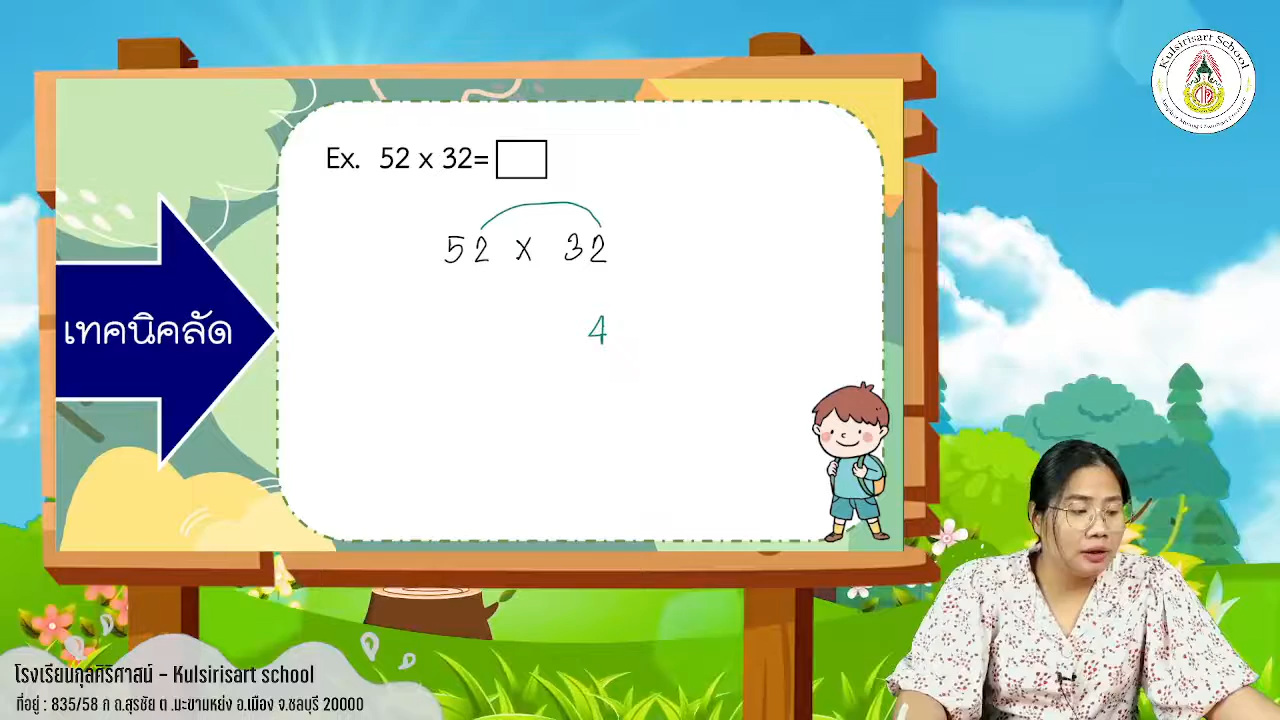 Kulsirisart School
Ex. 52 x 32=
52 x 32
4
เทคนิคลัด
โรงเรียนกุลศิริศาสน์ - Kulsirisart school
ที่อยู่ : 835/58 ก ถ.สุรชัย ต .มะขามหย่ง อ.เมือง จ.ชลบุรี 20000